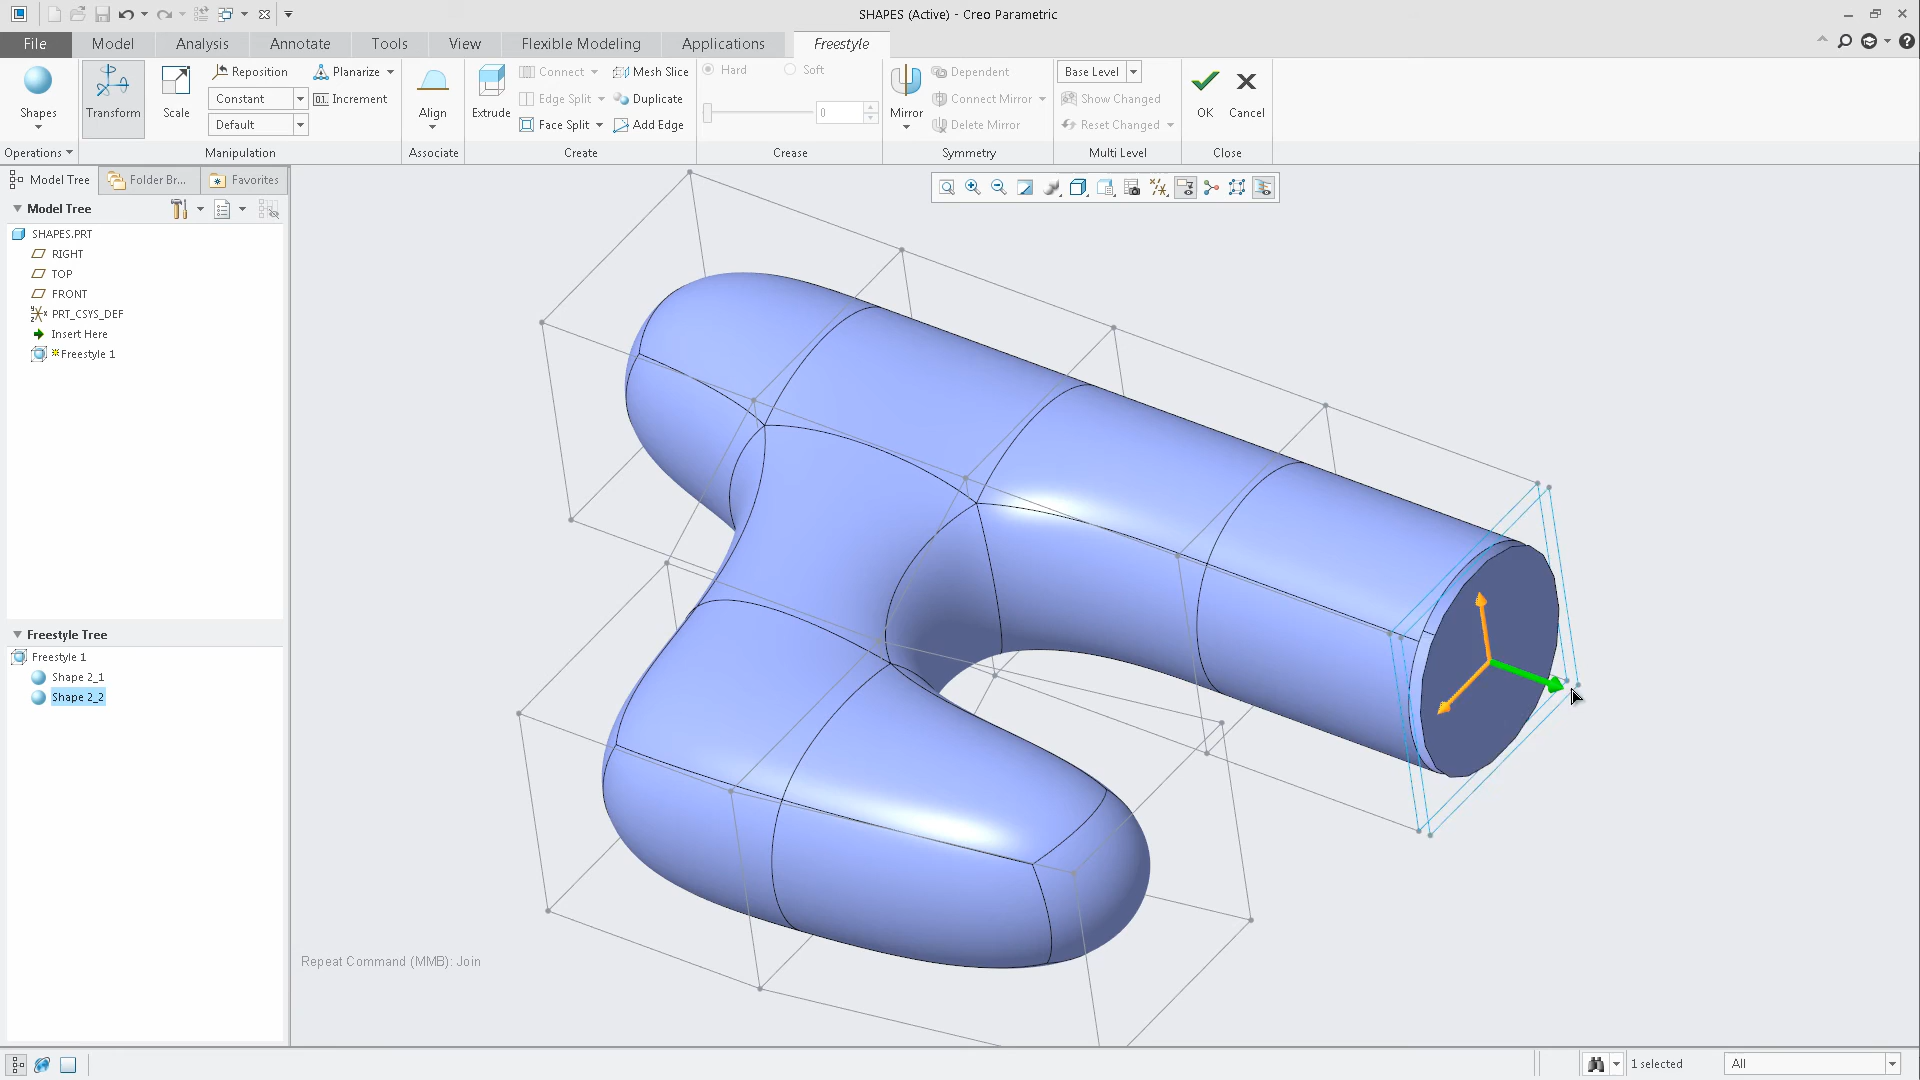 SHAPES (Active) - Creo Parametric
File Model Analysis Annotate Tools View Flexible Modeling Applications Freestyle
Shapes
Transform
Scale
Reposition
Constant
Default
Planarize
Increment
Align
Extrude
Connect
Edge Split
Face Split
Mesh Slice
Duplicate
Add Edge
Hard Soft
0
Mirror
Dependent
Connect Mirror
Delete Mirror
Base Level
Show Changed
Reset Changed
OK
Cancel
Operations Manipulation Associate Create Crease Symmetry Multi Level Close
Model Tree Folder Br... Favorites
Model Tree
SHAPES.PRT
RIGHT
TOP
FRONT
PRT_CSYS_DEF
Insert Here
Freestyle 1
Freestyle Tree
Freestyle 1
Shape 2_1
Shape 2_2
Repeat Command (MMB): Join
1 selected
All